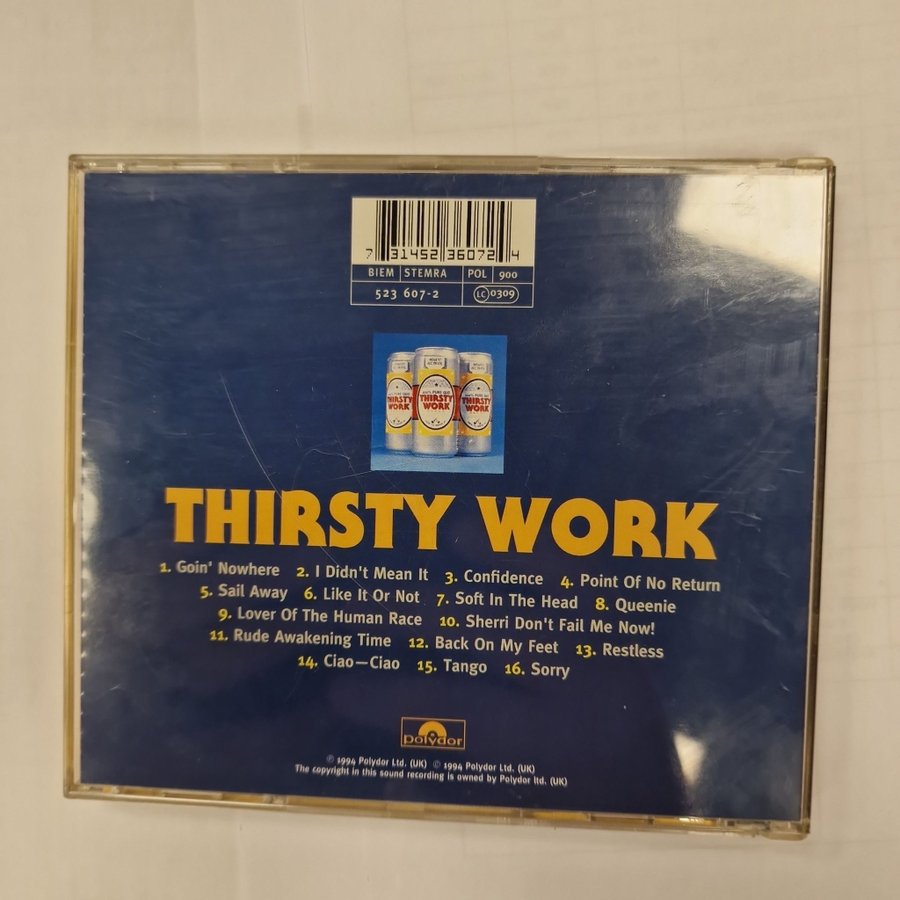 7 31452 36072 4
BIEM STEMRA POL 900
523 607-2 LC 0309
THIRSTY WORK
THIRSTY WORK
THIRSTY WORK
THIRSTY WORK
1. Goin' Nowhere 2. I Didn't Mean It 3. Confidence 4. Point Of No Return
5. Sail Away 6. Like It Or Not 7. Soft In The Head 8. Queenie
9. Lover Of The Human Race 10. Sherri Don't Fail Me Now!
11. Rude Awakening Time 12. Back On My Feet 13. Restless
14. Ciao—Ciao 15. Tango 16. Sorry
polydor
℗ 1994 Polydor Ltd. (UK) © 1994 Polydor Ltd. (UK)
The copyright in this sound recording is owned by Polydor ltd. (UK)